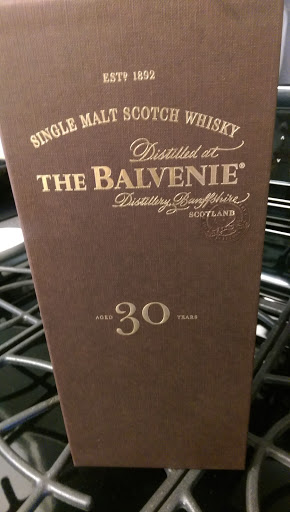 ESTD 1892
SINGLE MALT SCOTCH WHISKY
Distilled at
THE BALVENIE®
Distillery, Banffshire
SCOTLAND
AGED 30 YEARS